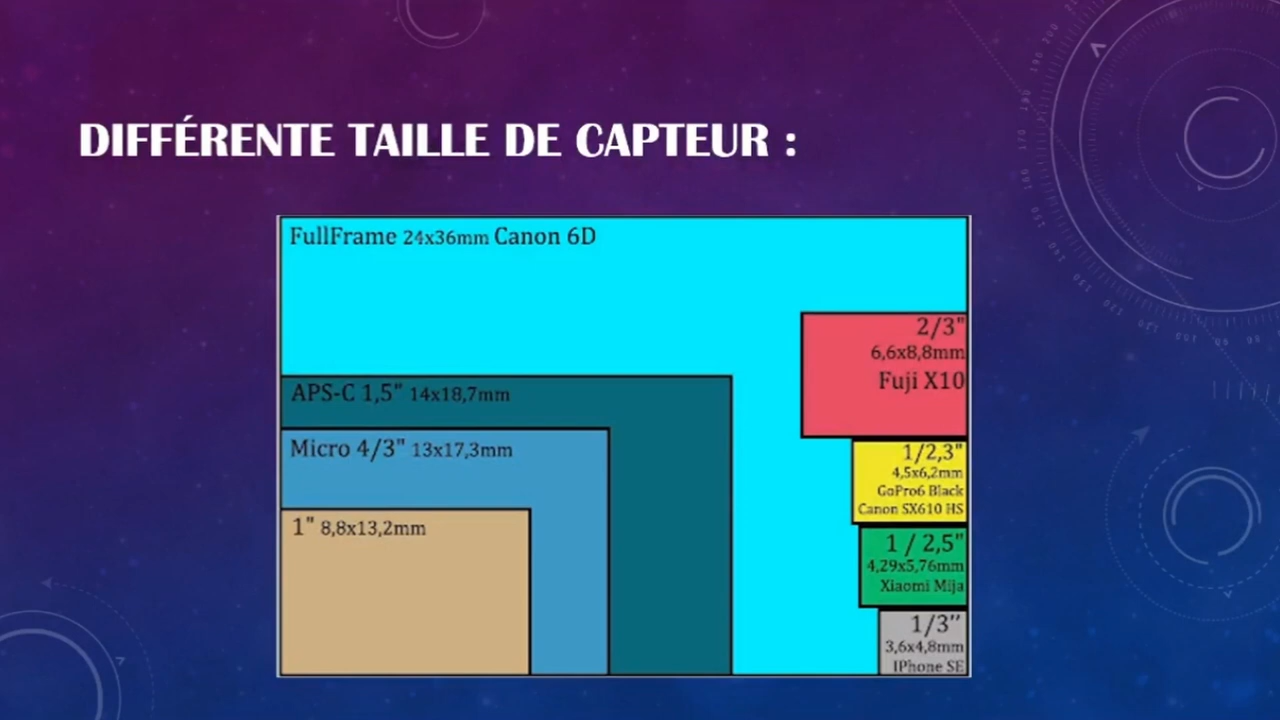 DIFFÉRENTE TAILLE DE CAPTEUR :
FullFrame 24x36mm Canon 6D
2/3"
6,6x8,8mm
Fuji X10
APS-C 1,5" 14x18,7mm
Micro 4/3" 13x17,3mm
1/2,3"
4,5x6,2mm
GoPro6 Black
Canon SX610 HS
1" 8,8x13,2mm
1 / 2,5"
4,29x5,76mm
Xiaomi Mija
1/3’’
3,6x4,8mm
IPhone SE